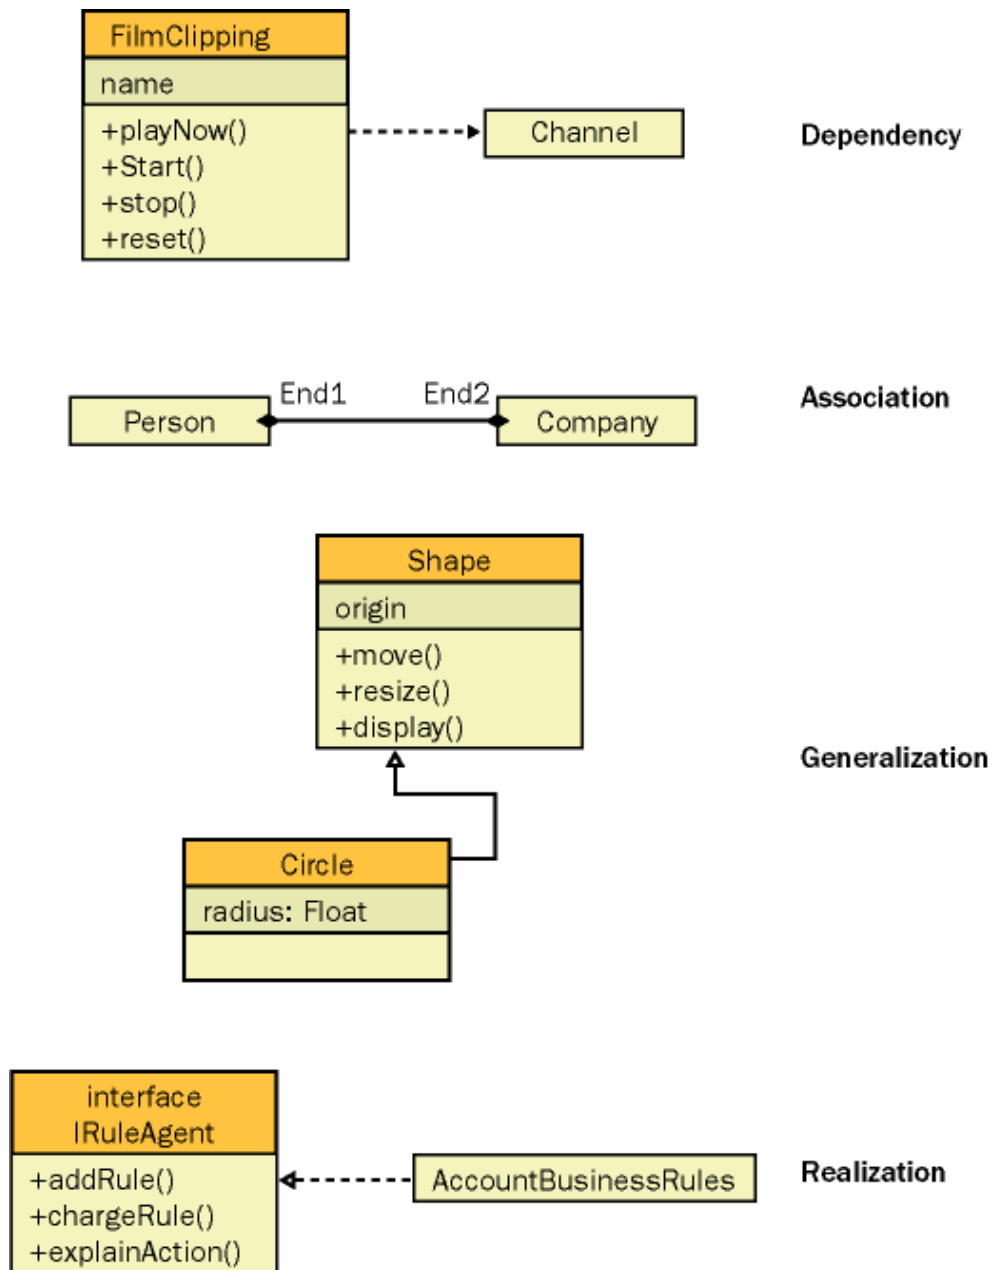 FilmClipping
name
+playNow()
+Start()
+stop()
+reset()
Channel
Dependency
End1 End2
Person
Company
Association
Shape
origin
+move()
+resize()
+display()
Generalization
Circle
radius: Float
interface
IRuleAgent
+addRule()
+chargeRule()
+explainAction()
AccountBusinessRules
Realization